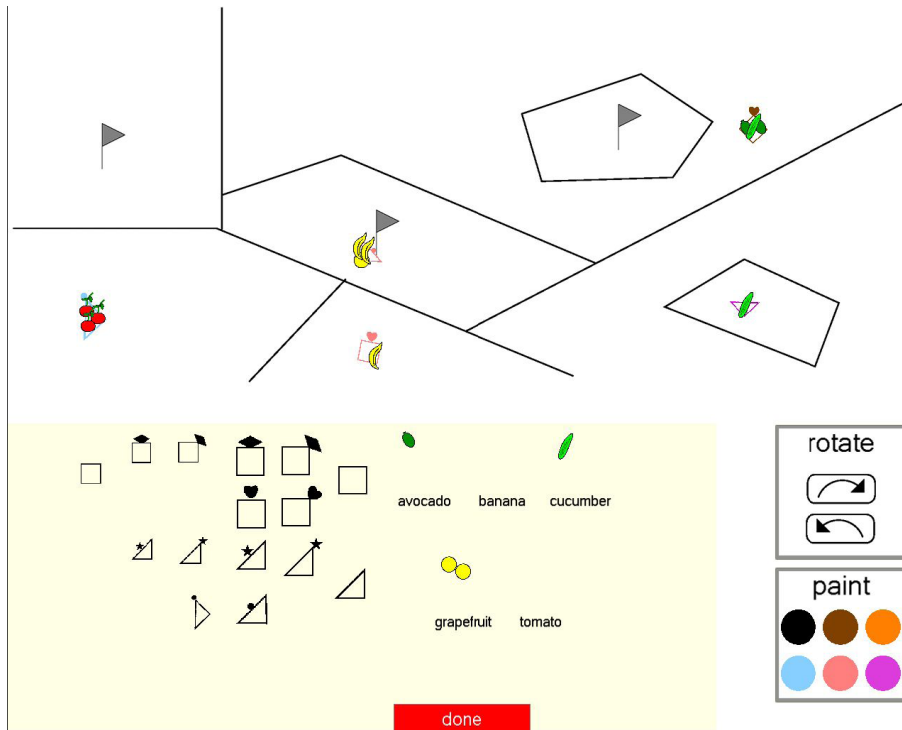 rotate
avocado banana cucumber
paint
grapefruit tomato
done